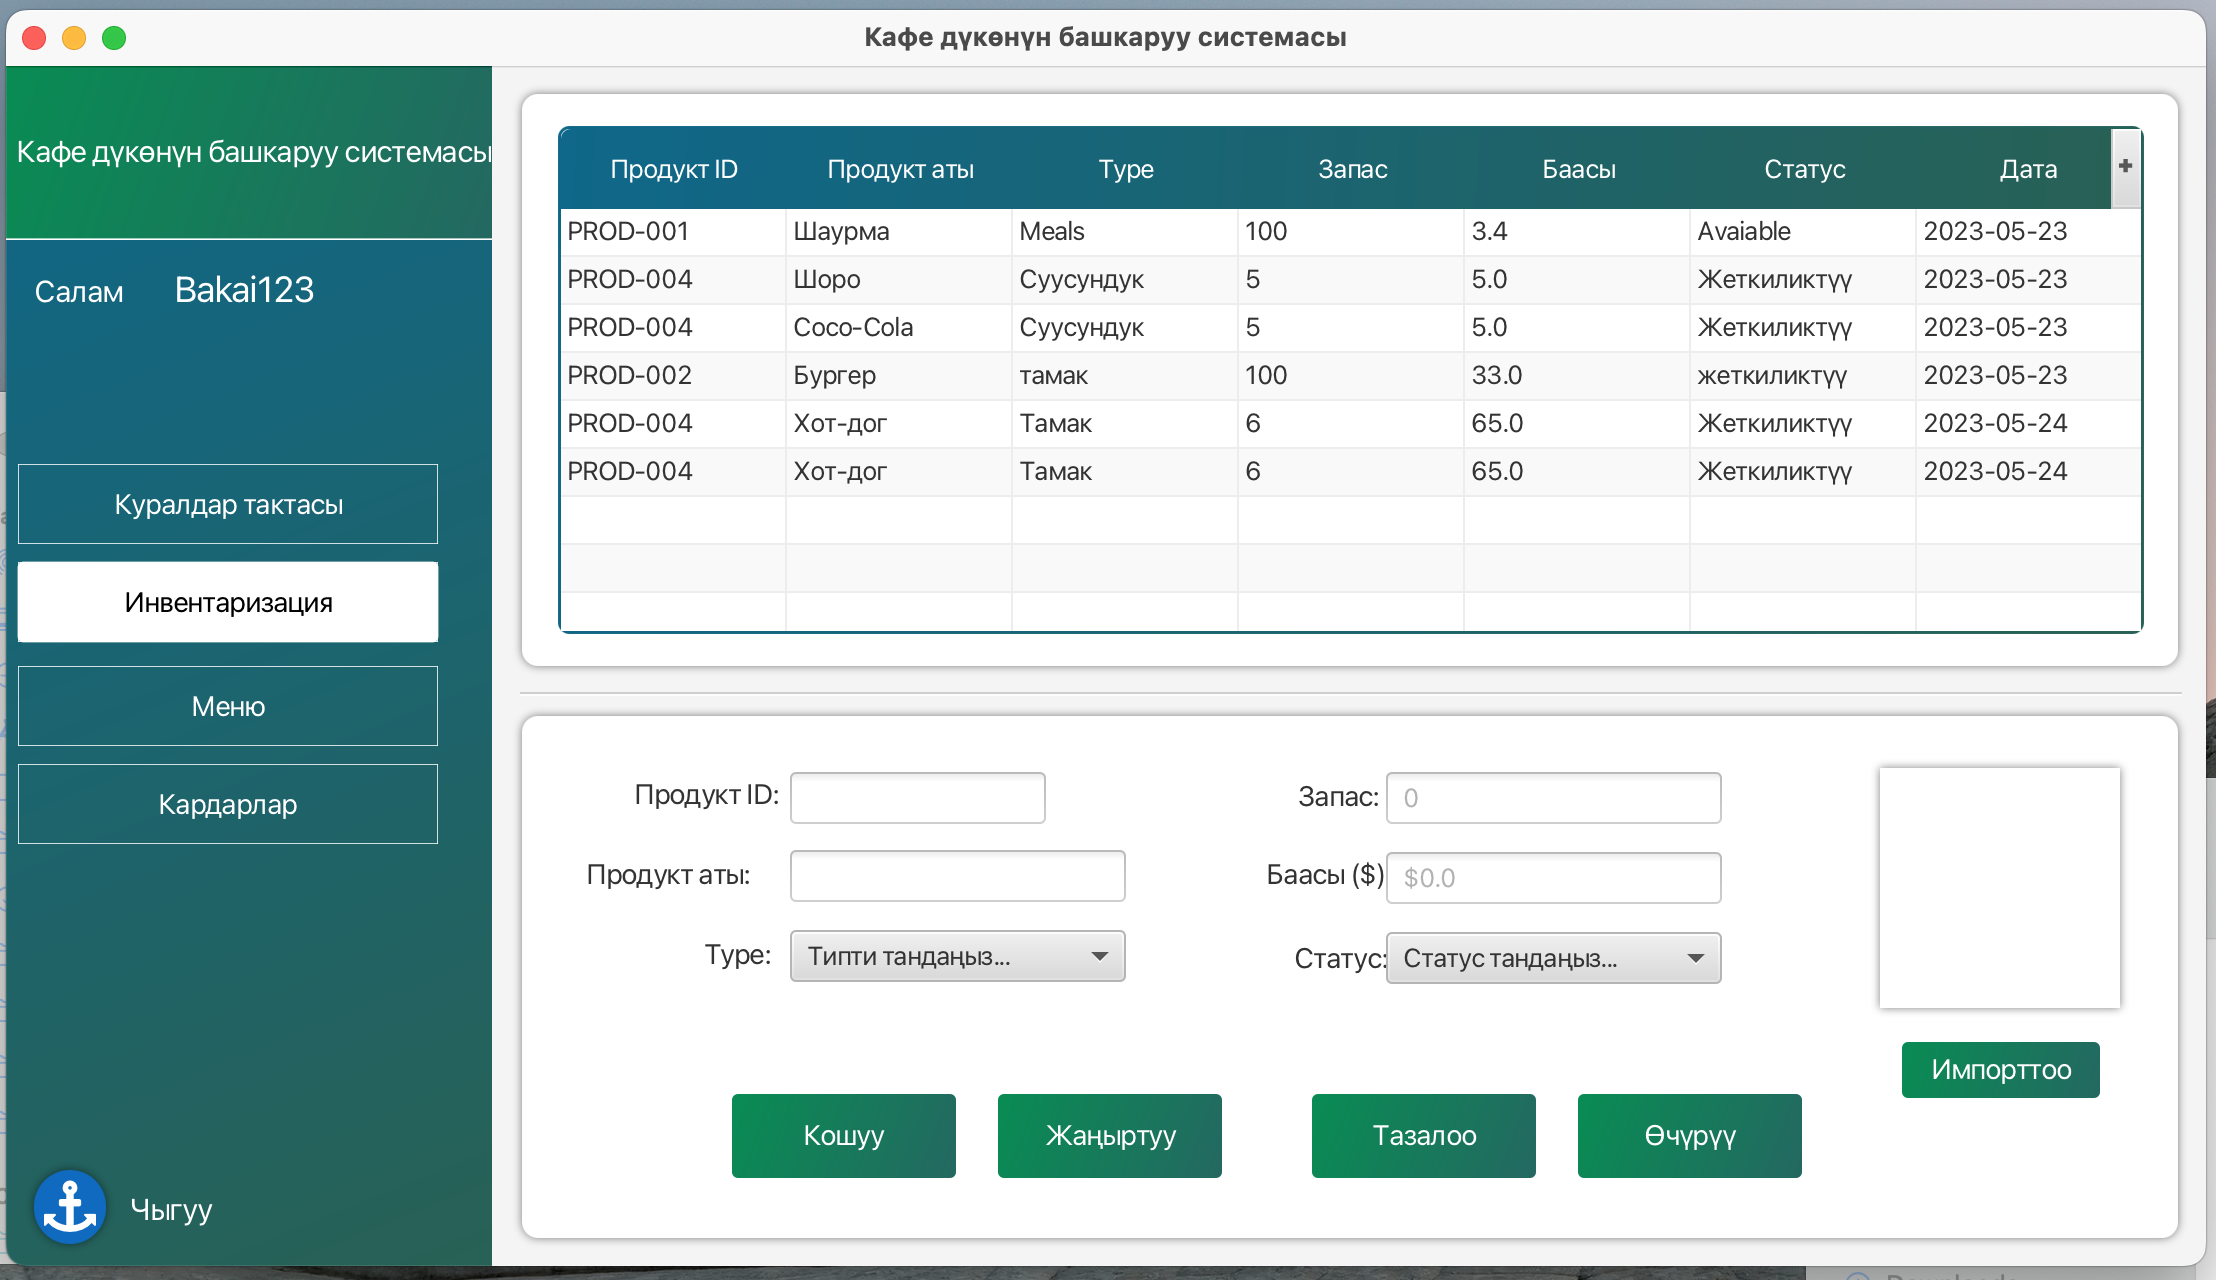 Кафе дүкөнүн башкаруу системасы
Кафе дүкөнүн башкаруу системасы
Салам Bakai123
Куралдар тактасы
Инвентаризация
Меню
Кардарлар
Чыгуу
Продукт ID Продукт аты Type Запас Баасы Статус Дата +
PROD-001 Шаурма Meals 100 3.4 Avaiable 2023-05-23
PROD-004 Шоро Суусундук 5 5.0 Жеткиликтүү 2023-05-23
PROD-004 Coco-Cola Суусундук 5 5.0 Жеткиликтүү 2023-05-23
PROD-002 Бургер тамак 100 33.0 жеткиликтүү 2023-05-23
PROD-004 Хот-дог Тамак 6 65.0 Жеткиликтүү 2023-05-24
PROD-004 Хот-дог Тамак 6 65.0 Жеткиликтүү 2023-05-24
Продукт ID: Запас: 0
Продукт аты: Баасы ($) $0.0
Type: Типти тандаңыз... Статус: Статус тандаңыз...
Импорттоо
Кошуу Жаңыртуу Тазалоо Өчүрүү